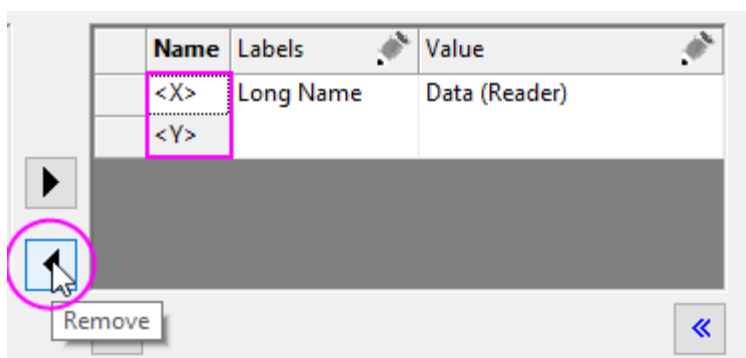 Name Labels Value
<X> Long Name Data (Reader)
<Y>
Remove